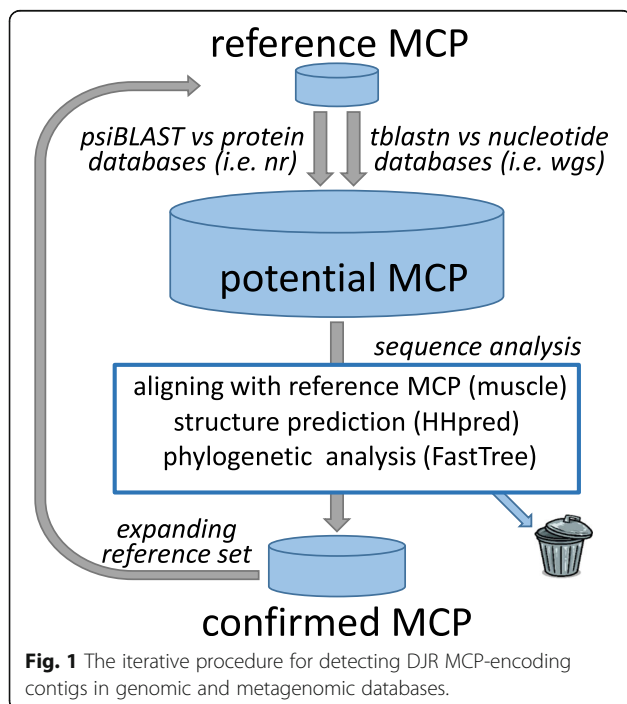 reference MCP
psiBLAST vs protein
databases (i.e. nr)
tblastn vs nucleotide
databases (i.e. wgs)
potential MCP
sequence analysis
aligning with reference MCP (muscle)
structure prediction (HHpred)
phylogenetic analysis (FastTree)
expanding
reference set
confirmed MCP
Fig. 1 The iterative procedure for detecting DJR MCP-encoding
contigs in genomic and metagenomic databases.